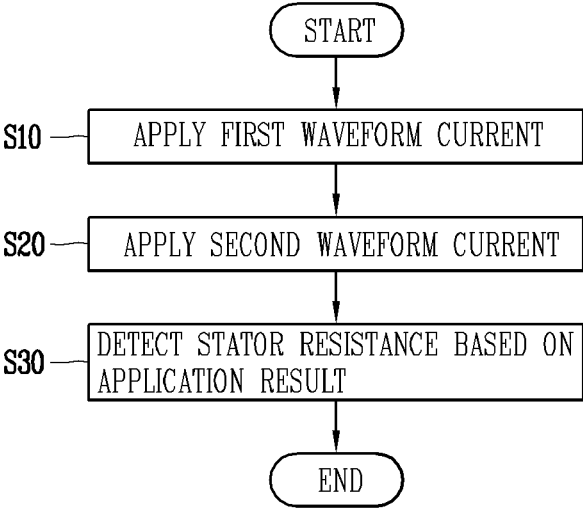 START
S10 APPLY FIRST WAVEFORM CURRENT
S20 APPLY SECOND WAVEFORM CURRENT
S30 DETECT STATOR RESISTANCE BASED ON
APPLICATION RESULT
END